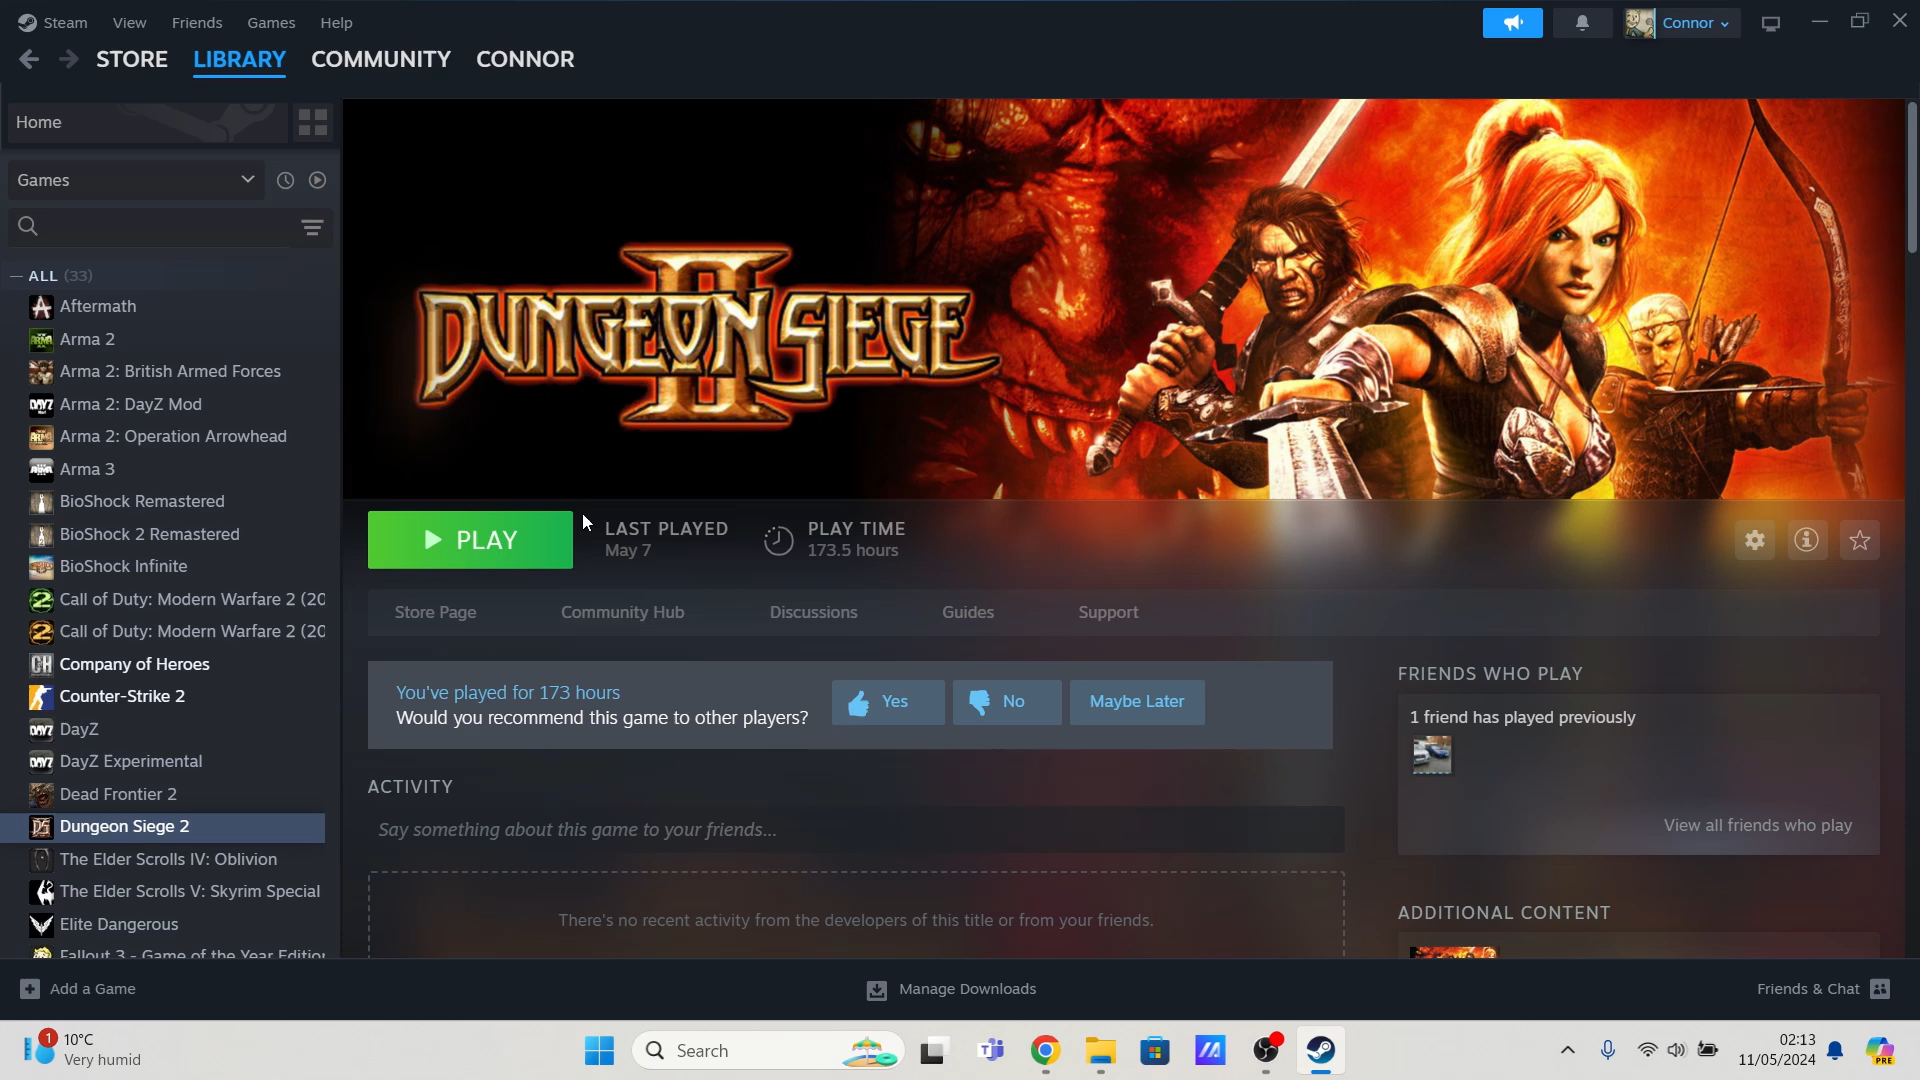 Steam View Friends Games Help
Connor
STORE LIBRARY COMMUNITY CONNOR
Home
Games
— ALL (33)
Aftermath
Arma 2
Arma 2: British Armed Forces
Arma 2: DayZ Mod
Arma 2: Operation Arrowhead
Arma 3
BioShock Remastered
BioShock 2 Remastered
BioShock Infinite
Call of Duty: Modern Warfare 2 (20
Call of Duty: Modern Warfare 2 (20
Company of Heroes
Counter-Strike 2
DayZ
DayZ Experimental
Dead Frontier 2
Dungeon Siege 2
The Elder Scrolls IV: Oblivion
The Elder Scrolls V: Skyrim Special
Elite Dangerous
Fallout 3 - Game of the Year Edition
DUNGEON SIEGE
II
PLAY
LAST PLAYED
May 7
PLAY TIME
173.5 hours
Store Page Community Hub Discussions Guides Support
You've played for 173 hours
Would you recommend this game to other players?
Yes No Maybe Later
ACTIVITY
Say something about this game to your friends...
There's no recent activity from the developers of this title or from your friends.
FRIENDS WHO PLAY
1 friend has played previously
View all friends who play
ADDITIONAL CONTENT
Add a Game
Manage Downloads
Friends & Chat
1
10°C
Very humid
Search
02:13
11/05/2024
PRE